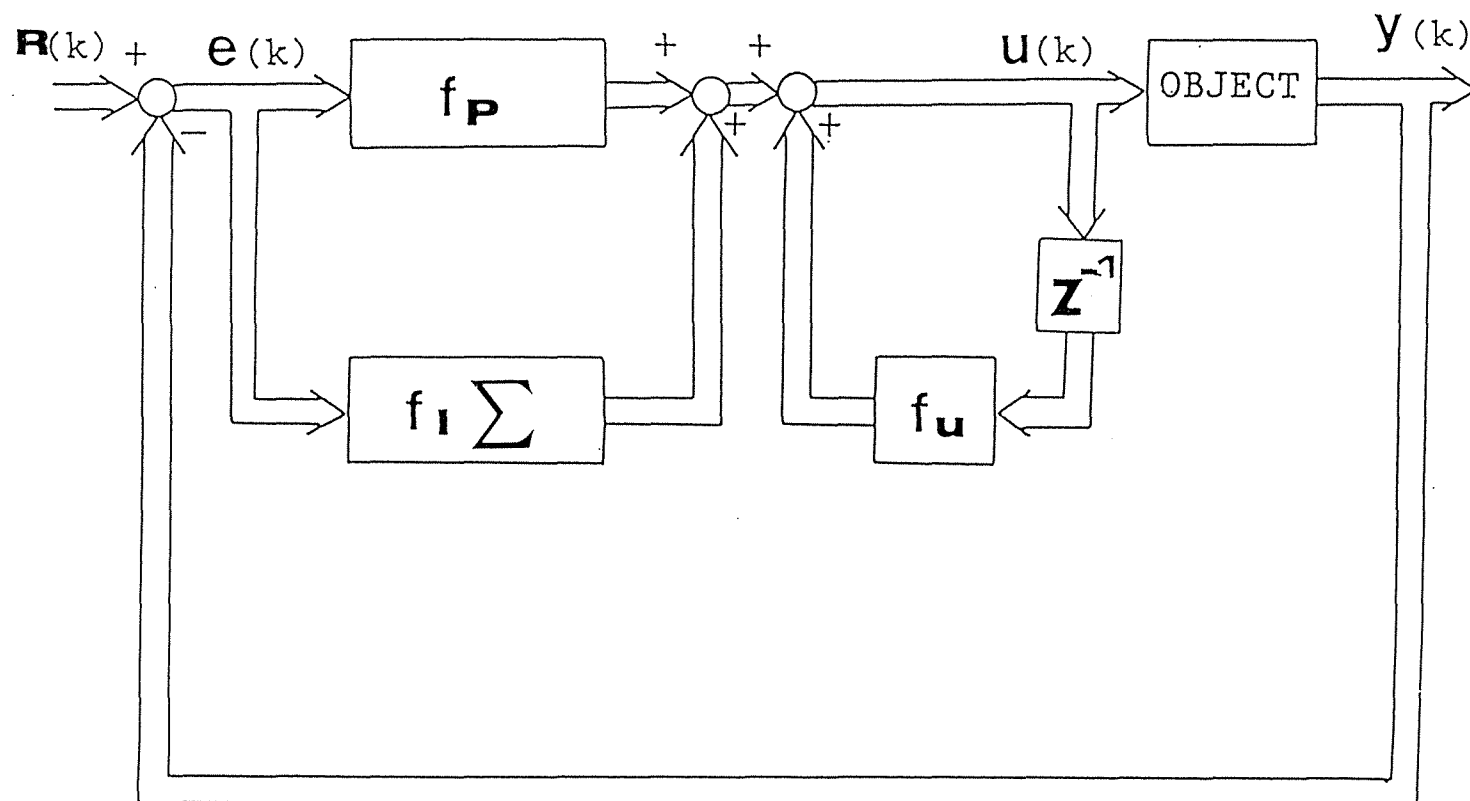 R(k) + e(k) + + u(k) y(k)
f_P OBJECT
− + +
z^{-1}
f_I ∑ f_u